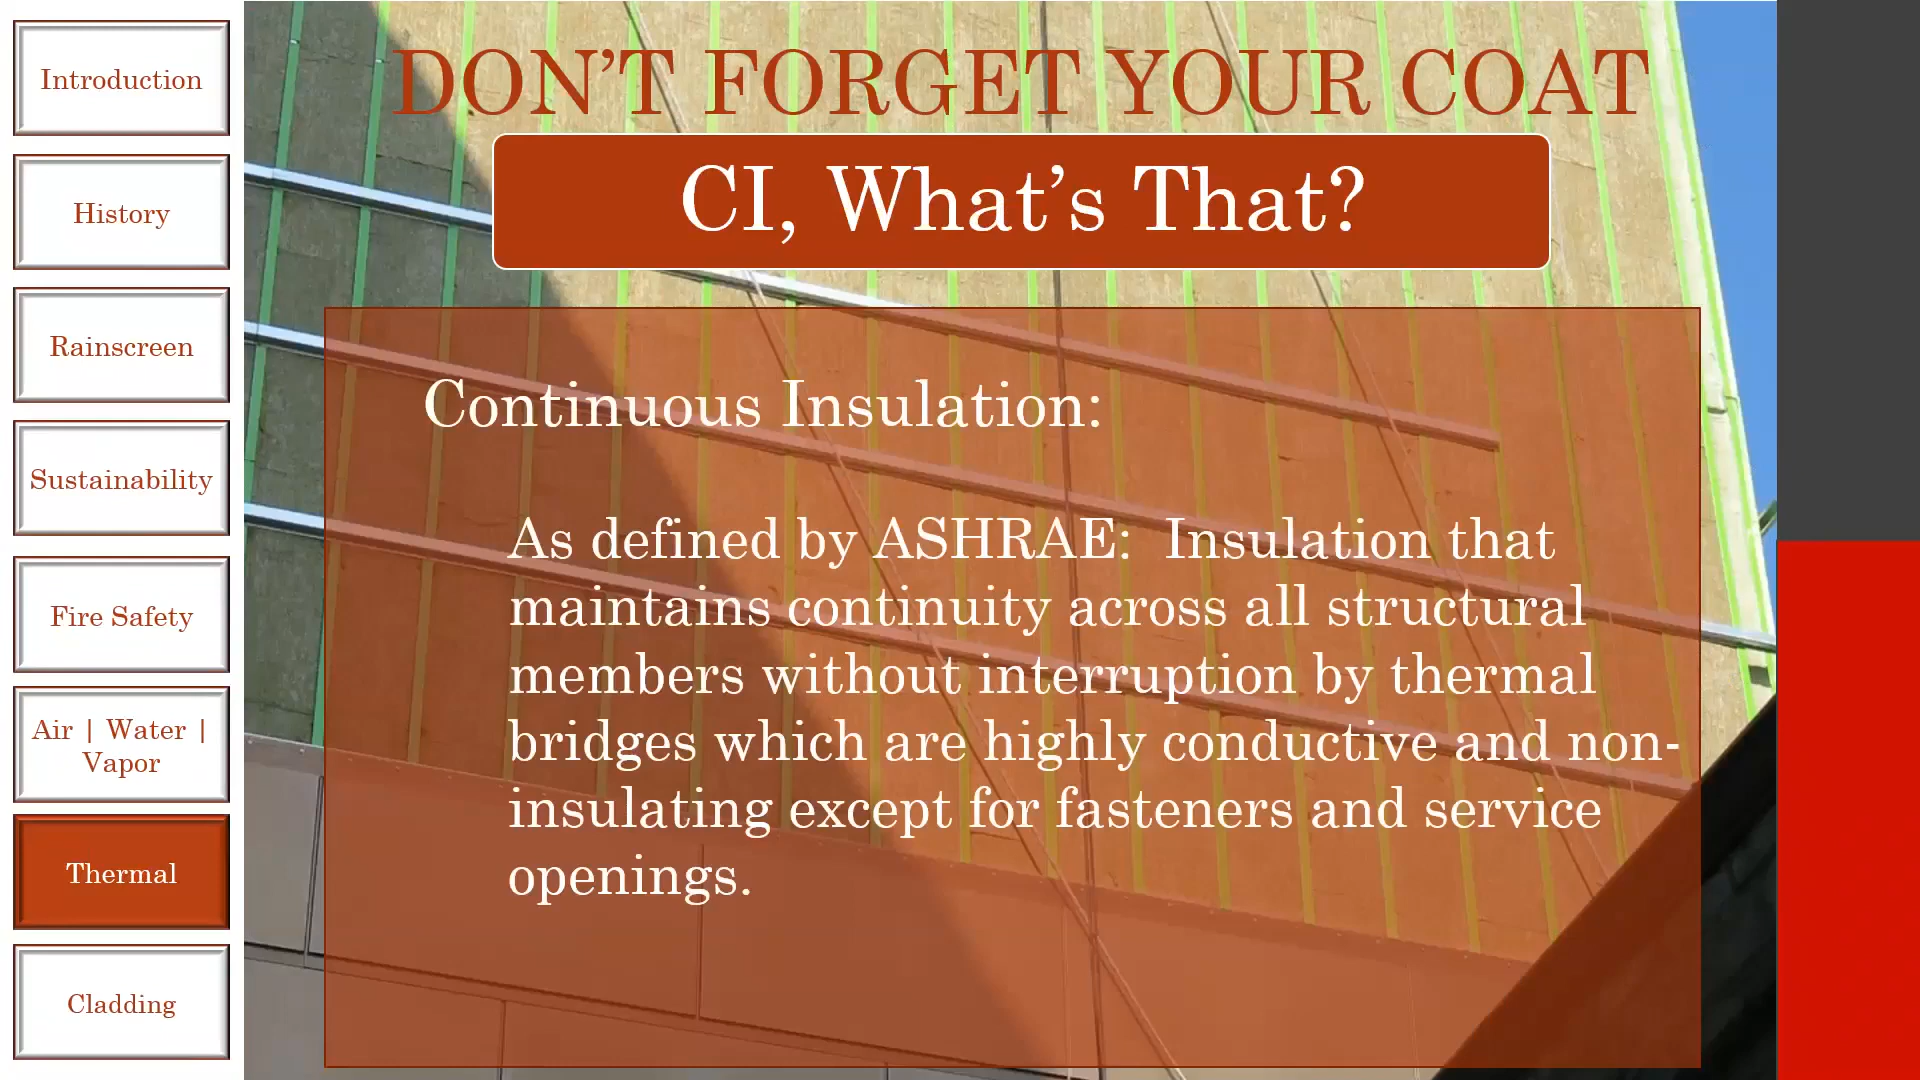 Introduction
History
Rainscreen
Sustainability
Fire Safety
Air | Water |
Vapor
Thermal
Cladding
DON’T FORGET YOUR COAT
CI, What’s That?
Continuous Insulation:
As defined by ASHRAE:  Insulation that
maintains continuity across all structural
members without interruption by thermal
bridges which are highly conductive and non-
insulating except for fasteners and service
openings.